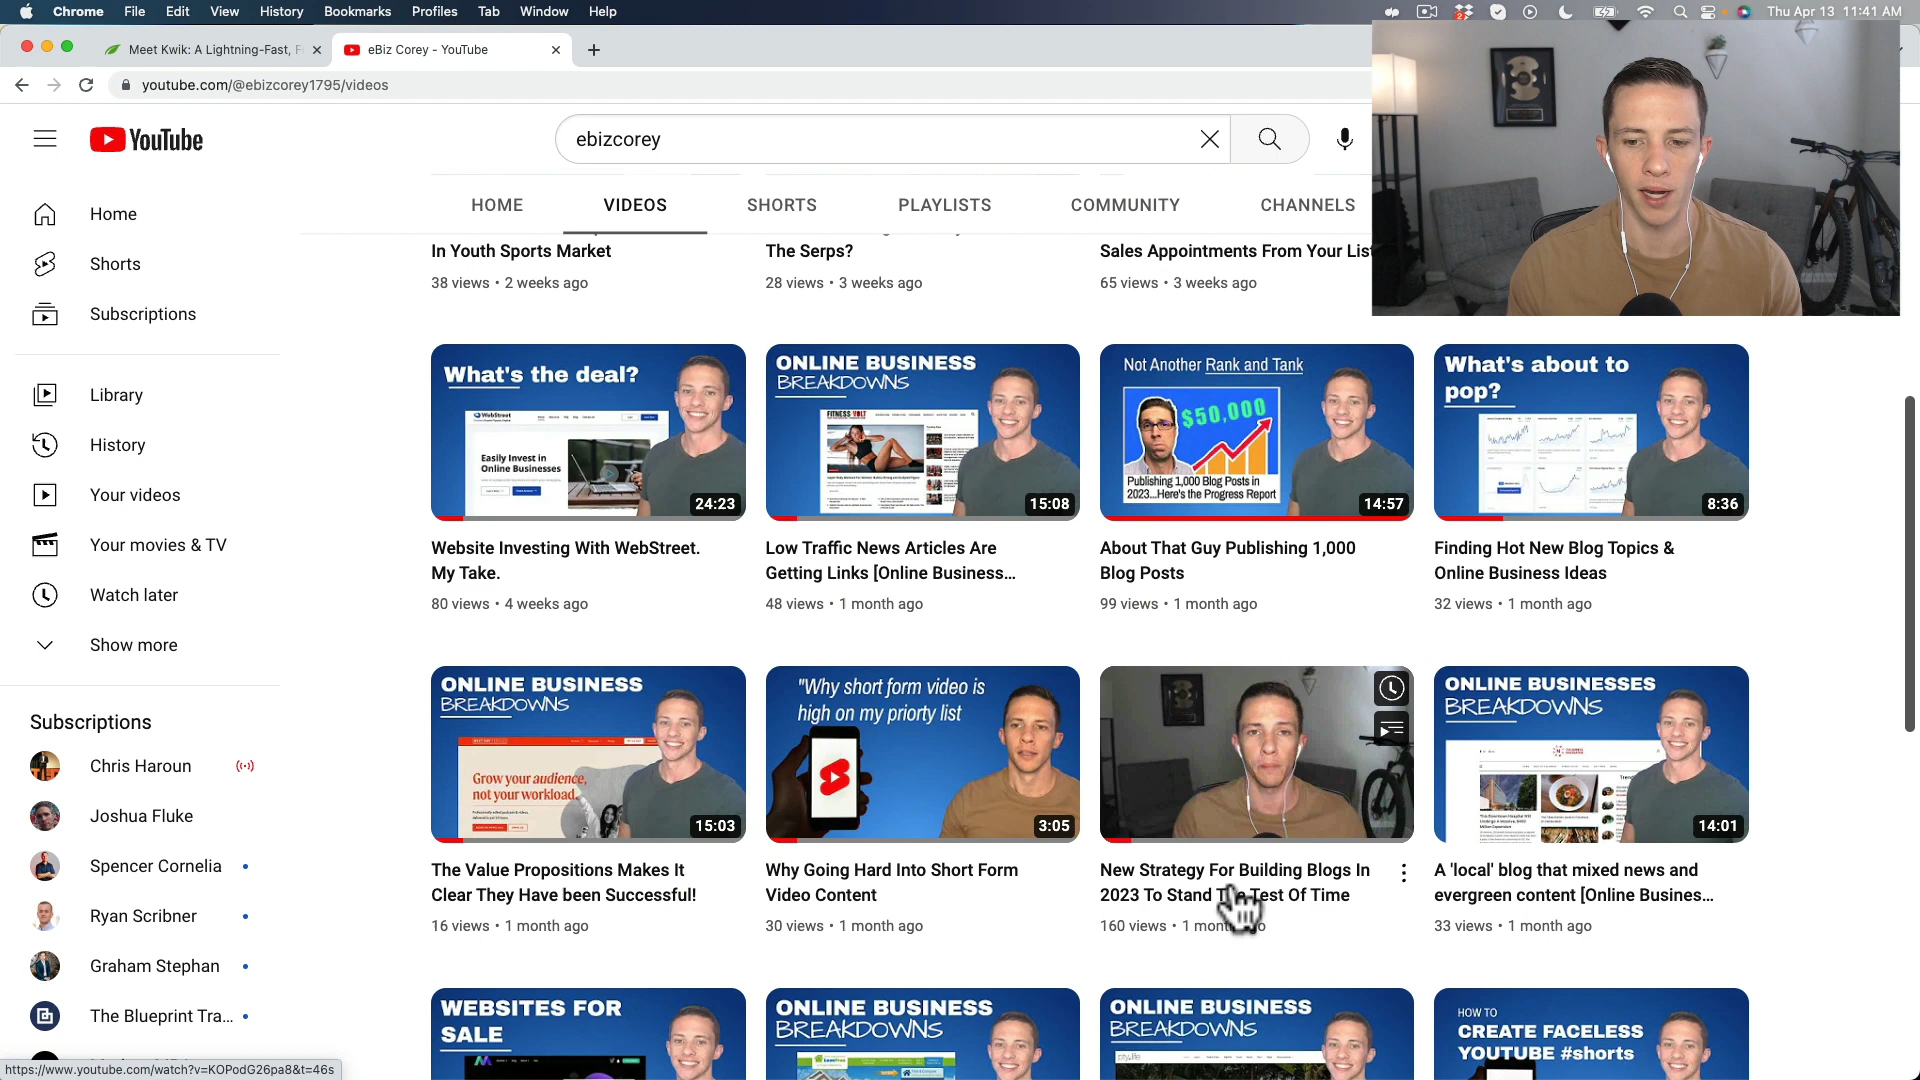 Chrome File Edit View History Bookmarks Profiles Tab Window Help
Thu Apr 13 11:41 AM
Meet Kwik: A Lightning-Fast, F
eBiz Corey - YouTube
youtube.com/@ebizcorey1795/videos
YouTube
ebizcorey
HOME VIDEOS SHORTS PLAYLISTS COMMUNITY CHANNELS
Home
Shorts
Subscriptions
Library
History
Your videos
Your movies & TV
Watch later
Show more
Subscriptions
Chris Haroun
Joshua Fluke
Spencer Cornelia
Ryan Scribner
Graham Stephan
The Blueprint Tra...
https://www.youtube.com/watch?v=KOPodG26pa8&t=46s
In Youth Sports Market
38 views • 2 weeks ago
The Serps?
28 views • 3 weeks ago
Sales Appointments From Your List
65 views • 3 weeks ago
What's the deal?
WebStreet
Easily Invest in
Online Businesses
24:23
Website Investing With WebStreet.
My Take.
80 views • 4 weeks ago
ONLINE BUSINESS
BREAKDOWNS
FITNESS VOLT
15:08
Low Traffic News Articles Are
Getting Links [Online Business...
48 views • 1 month ago
Not Another Rank and Tank
$50,000
Publishing 1,000 Blog Posts in
2023...Here's the Progress Report
14:57
About That Guy Publishing 1,000
Blog Posts
99 views • 1 month ago
What's about to
pop?
8:36
Finding Hot New Blog Topics &
Online Business Ideas
32 views • 1 month ago
ONLINE BUSINESS
BREAKDOWNS
Grow your audience,
not your workload.
15:03
The Value Propositions Makes It
Clear They Have been Successful!
16 views • 1 month ago
"Why short form video is
high on my priorty list
3:05
Why Going Hard Into Short Form
Video Content
30 views • 1 month ago
New Strategy For Building Blogs In
2023 To Stand The Test Of Time
160 views • 1 month ago
ONLINE BUSINESSES
BREAKDOWNS
14:01
A 'local' blog that mixed news and
evergreen content [Online Busines...
33 views • 1 month ago
WEBSITES FOR
SALE
ONLINE BUSINESS
BREAKDOWNS
ONLINE BUSINESS
BREAKDOWNS
HOW TO
CREATE FACELESS
YOUTUBE #shorts